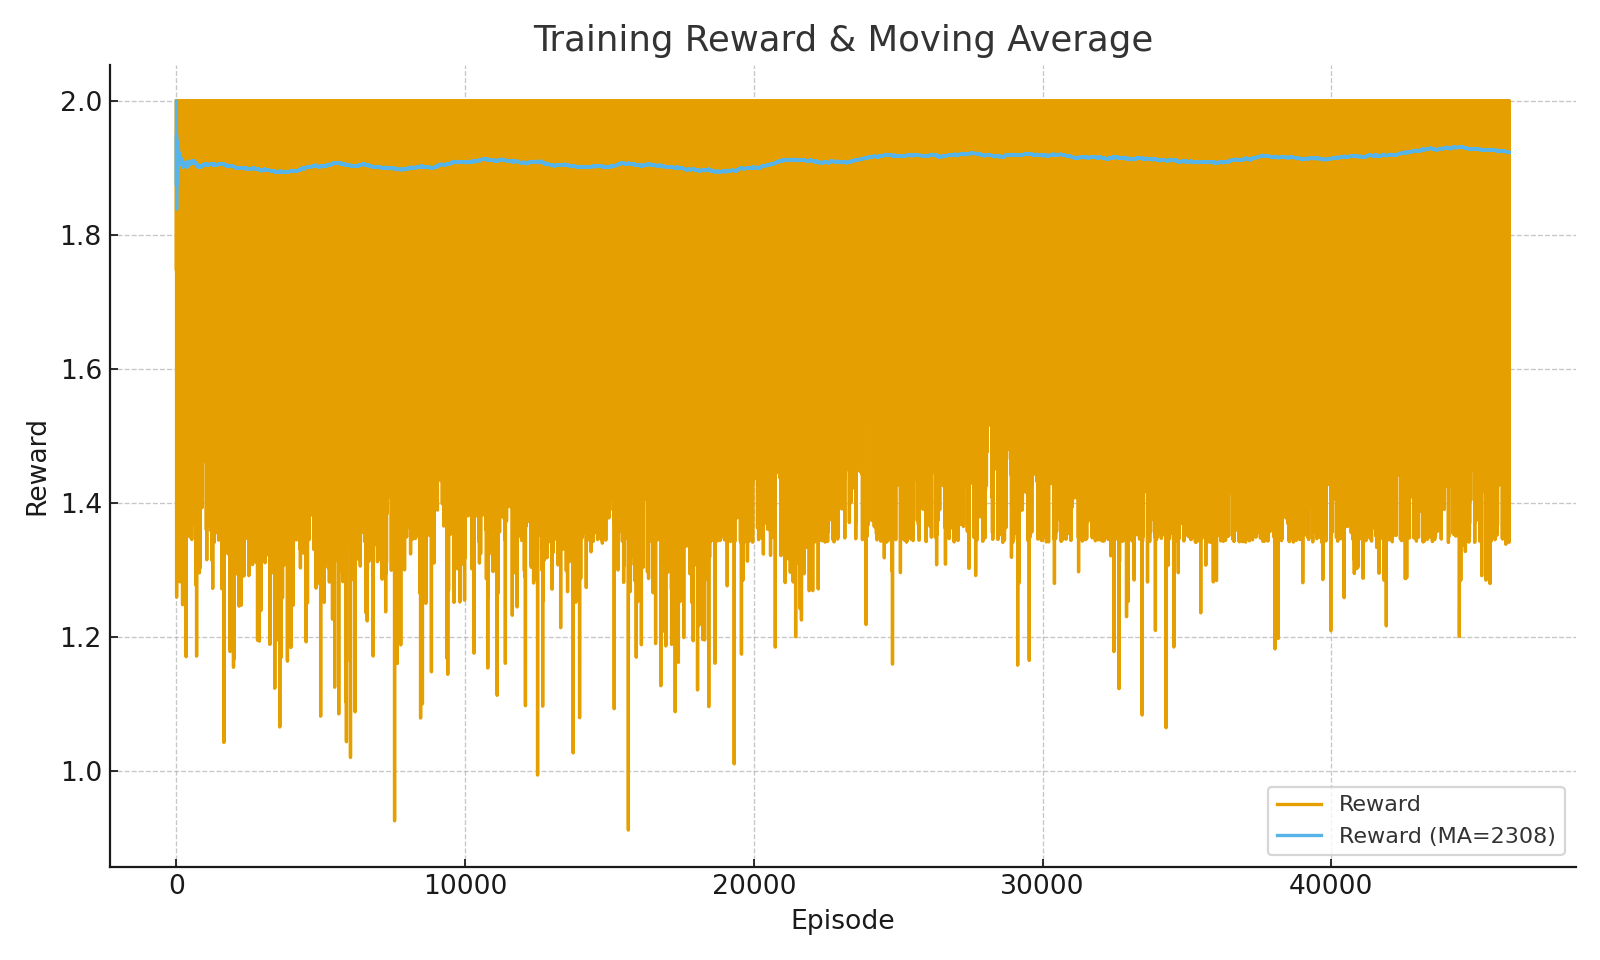 Training Reward & Moving Average
2.0
1.8
1.6
1.4
1.2
1.0
Reward
0
10000
20000
30000
40000
Episode
Reward
Reward (MA=2308)